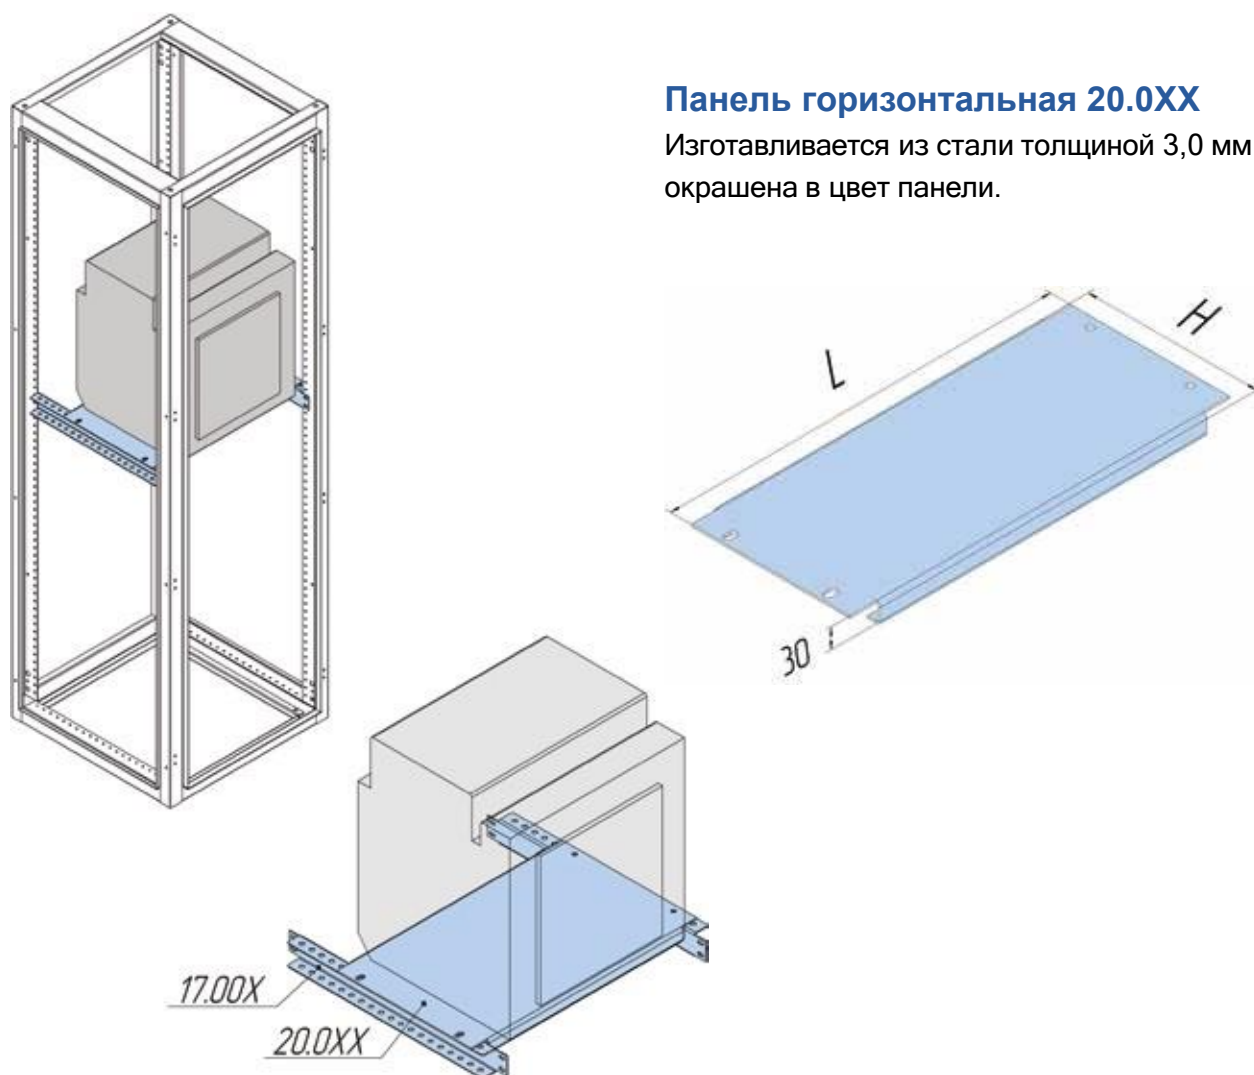 Панель горизонтальная 20.0XX
Изготавливается из стали толщиной 3,0 мм
окрашена в цвет панели.
L
H
30
17.00X
20.0XX